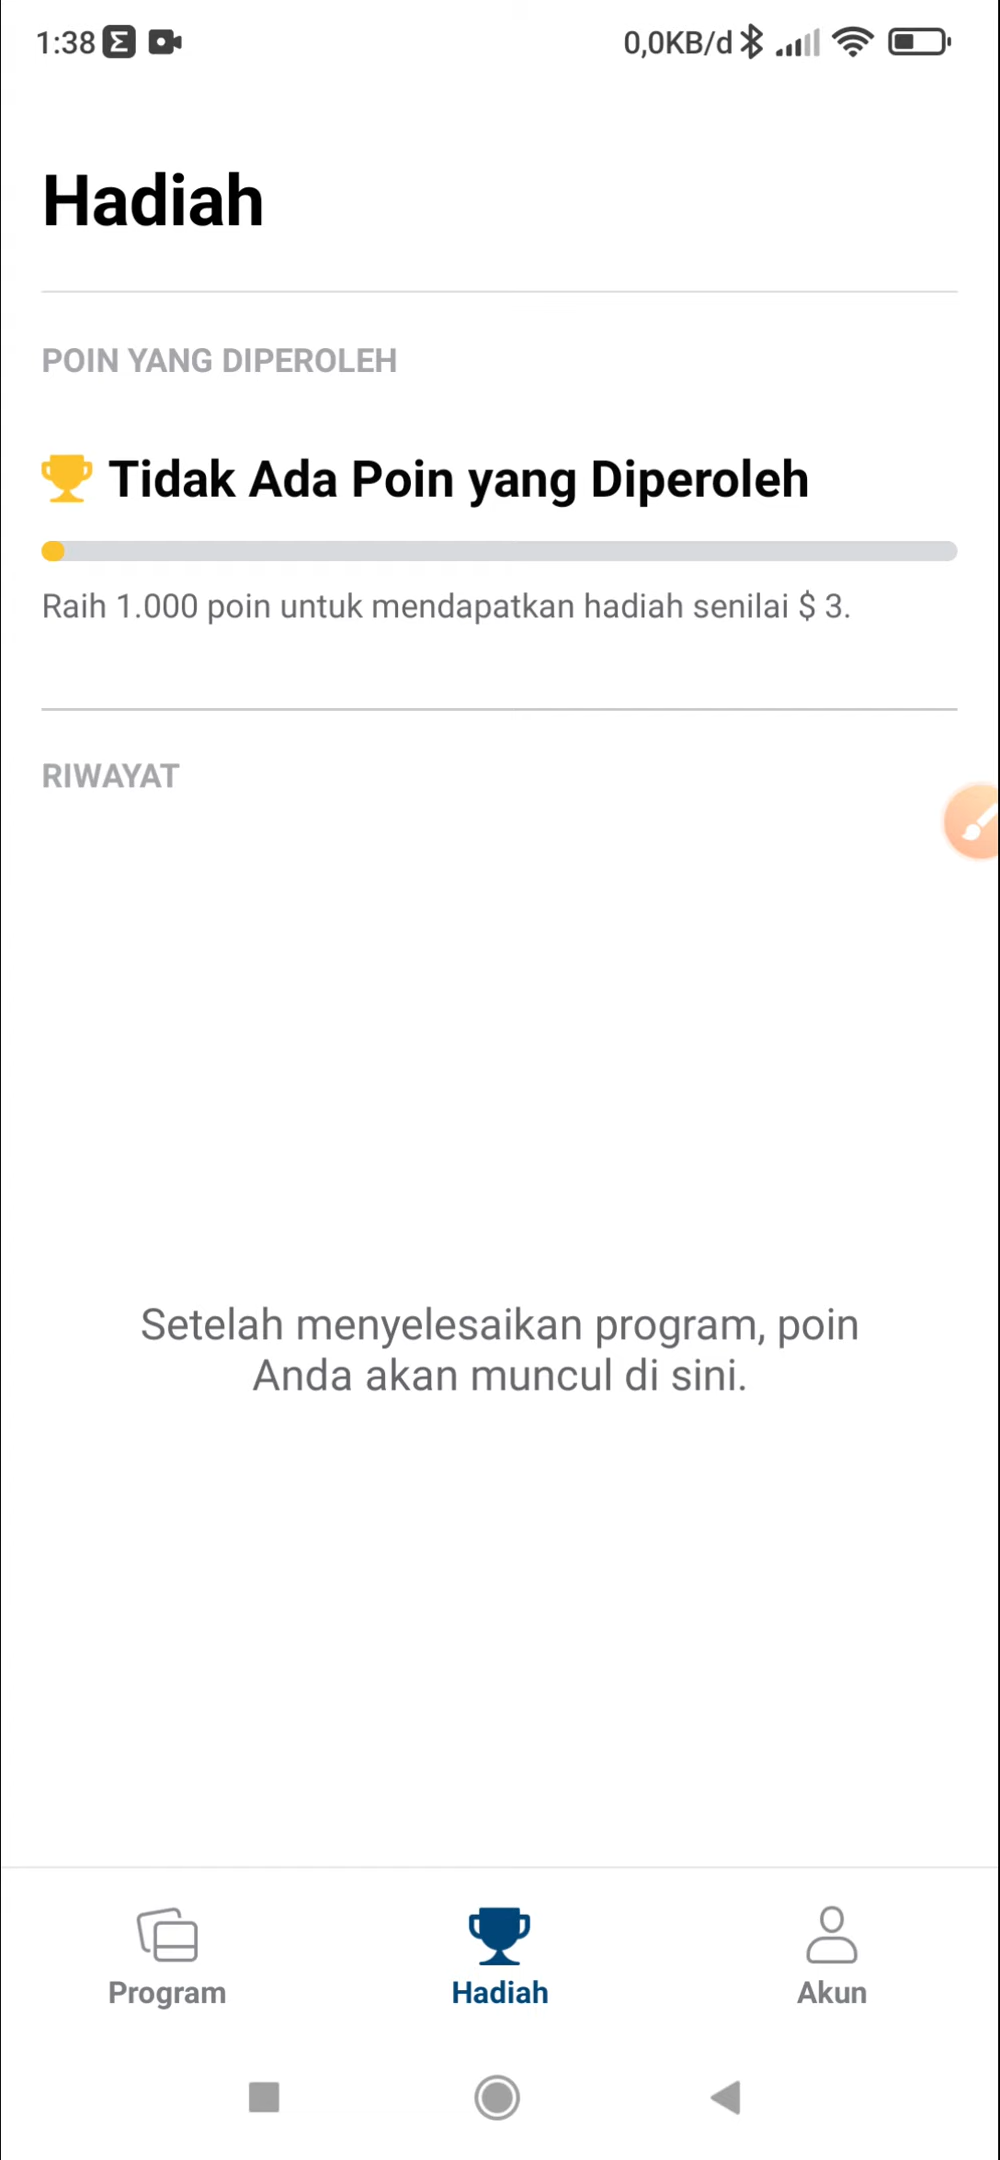 1:38
0,0KB/d
Hadiah
POIN YANG DIPEROLEH
Tidak Ada Poin yang Diperoleh
Raih 1.000 poin untuk mendapatkan hadiah senilai $ 3.
RIWAYAT
Setelah menyelesaikan program, poin
Anda akan muncul di sini.
Program
Hadiah
Akun